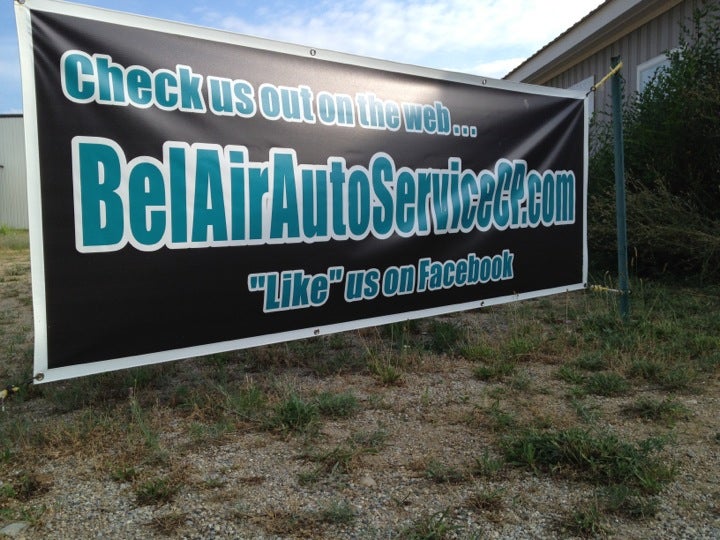 Check us out on the web...
BelAirAutoServiceCP.com
"Like" us on Facebook